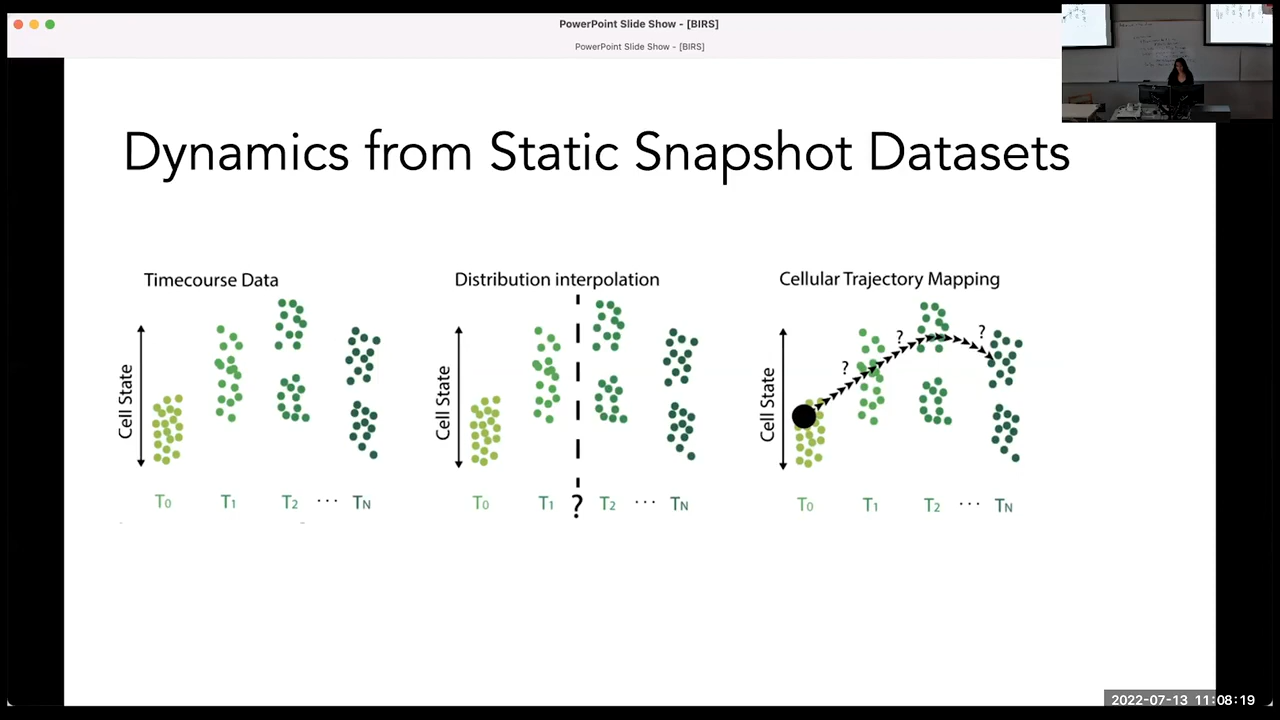 PowerPoint Slide Show - [BIRS]
PowerPoint Slide Show - [BIRS]
Dynamics from Static Snapshot Datasets
Timecourse Data
Cell State
T0 T1 T2 ... TN
Distribution interpolation
Cell State
T0 T1 ? T2 ... TN
Cellular Trajectory Mapping
? ? ?
Cell State
T0 T1 T2 ... TN
2022-07-13 11:08:19